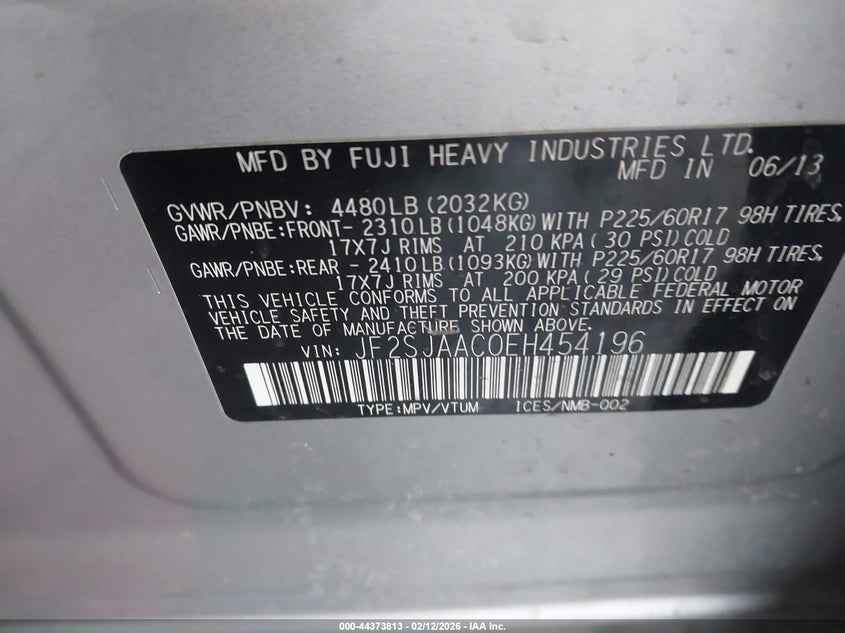 MFD BY FUJI HEAVY INDUSTRIES LTD.
MFD IN 06/13
GVWR/PNBV: 4480LB (2032KG)
GAWR/PNBE:FRONT- 2310LB(1048KG)WITH P225/60R17 98H TIRES,
17X7J RIMS AT 210 KPA( 30 PSI)COLD
GAWR/PNBE:REAR - 2410LB(1093KG)WITH P225/60R17 98H TIRES,
17X7J RIMS AT 200 KPA( 29 PSI)COLD
THIS VEHICLE CONFORMS TO ALL APPLICABLE FEDERAL MOTOR
VEHICLE SAFETY AND THEFT PREVENTION STANDARDS IN EFFECT ON
THE DATE OF MANUFACTURE SHOWN ABOVE.
VIN: JF2SJAAC0EH454196
TYPE:MPV/VTUM ICES/NMB-002
000-44373813 - 02/12/2026 - IAA Inc.